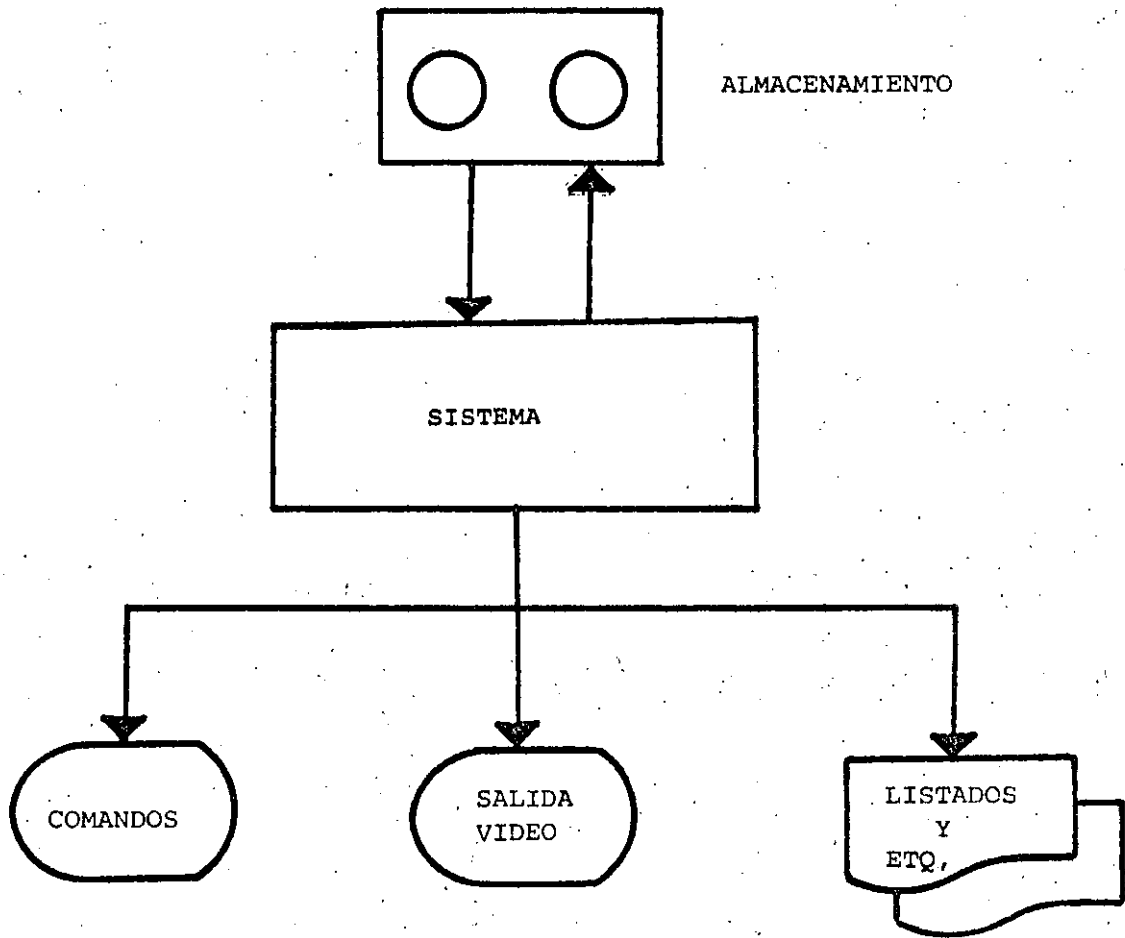 ALMACENAMIENTO
SISTEMA
COMANDOS
SALIDA
VIDEO
LISTADOS
Y
ETQ,